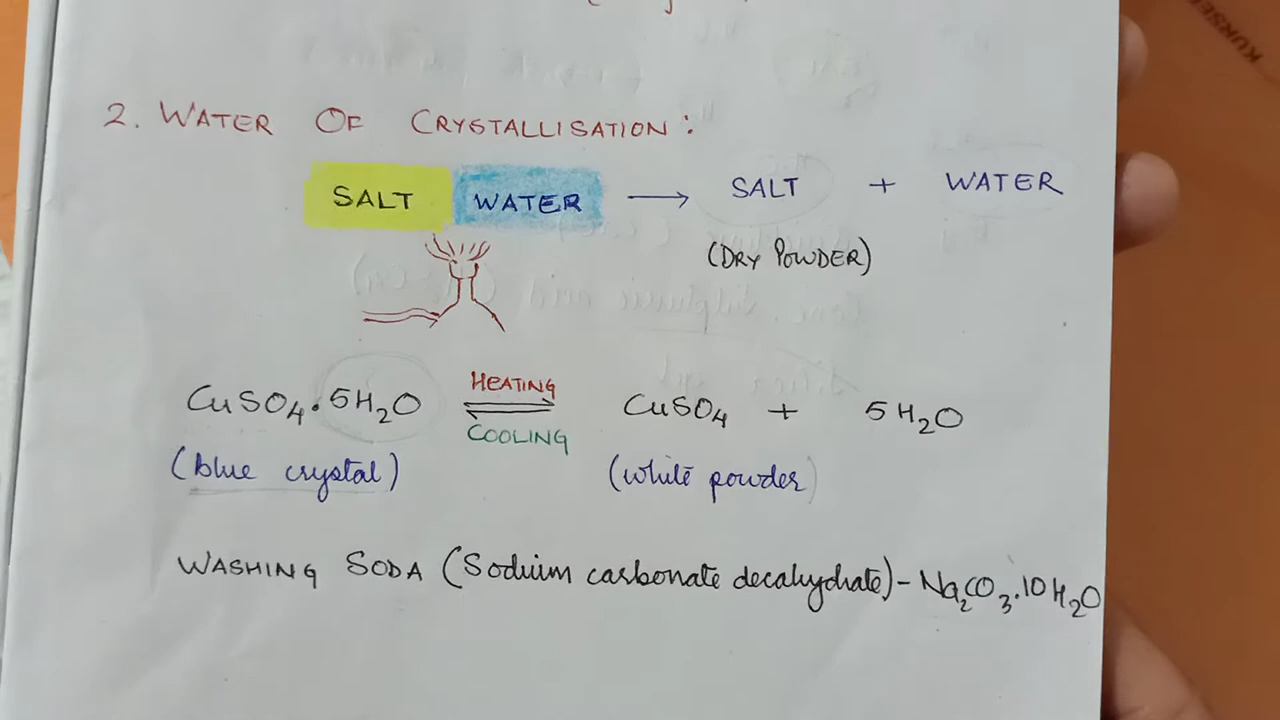 2. WATER OF CRYSTALLISATION:
SALT WATER → SALT + WATER
(DRY POWDER)
CuSO₄.5H₂O ⇌ CuSO₄ + 5H₂O
HEATING
COOLING
(blue crystal) (white powder)
WASHING SODA (Sodium carbonate decahydrate) - Na₂CO₃.10H₂O